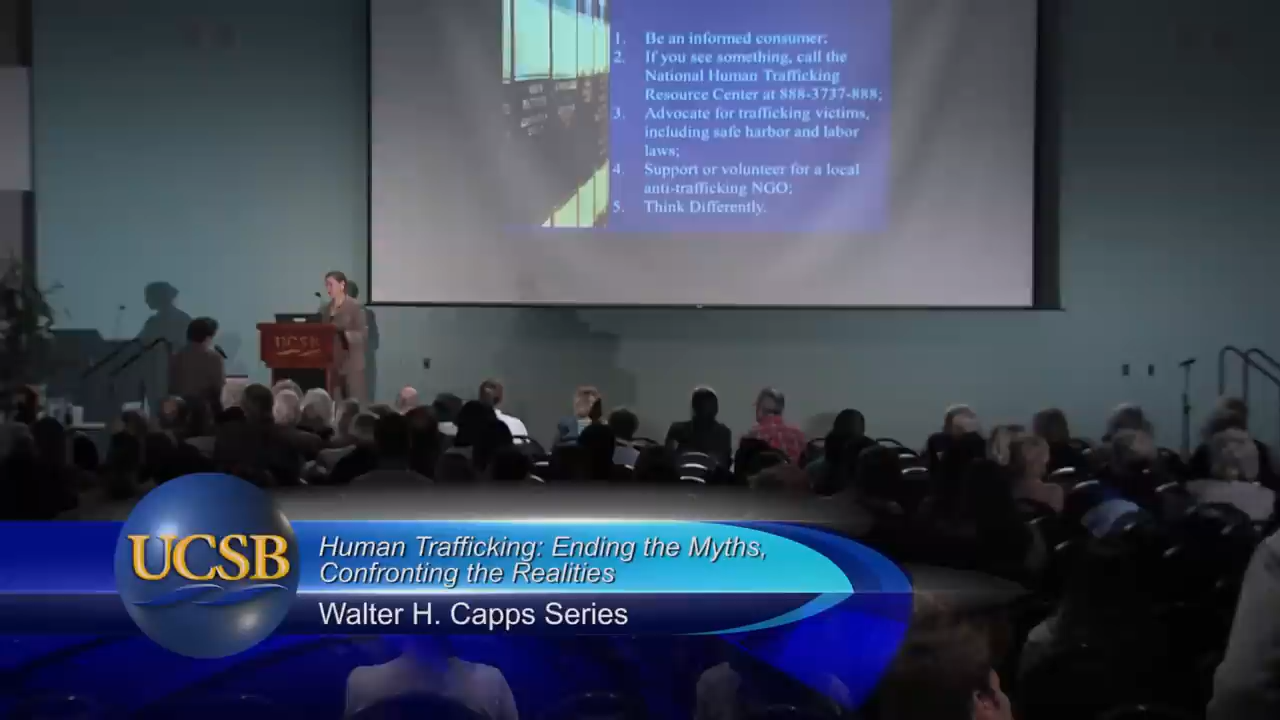 1. Be an informed consumer;
2. If you see something, call the
National Human Trafficking
Resource Center at 888-3737-888;
3. Advocate for trafficking victims,
including safe harbor and labor
laws;
4. Support or volunteer for a local
anti-trafficking NGO;
5. Think Differently.
UCSB
UCSB
Human Trafficking: Ending the Myths,
Confronting the Realities
Walter H. Capps Series